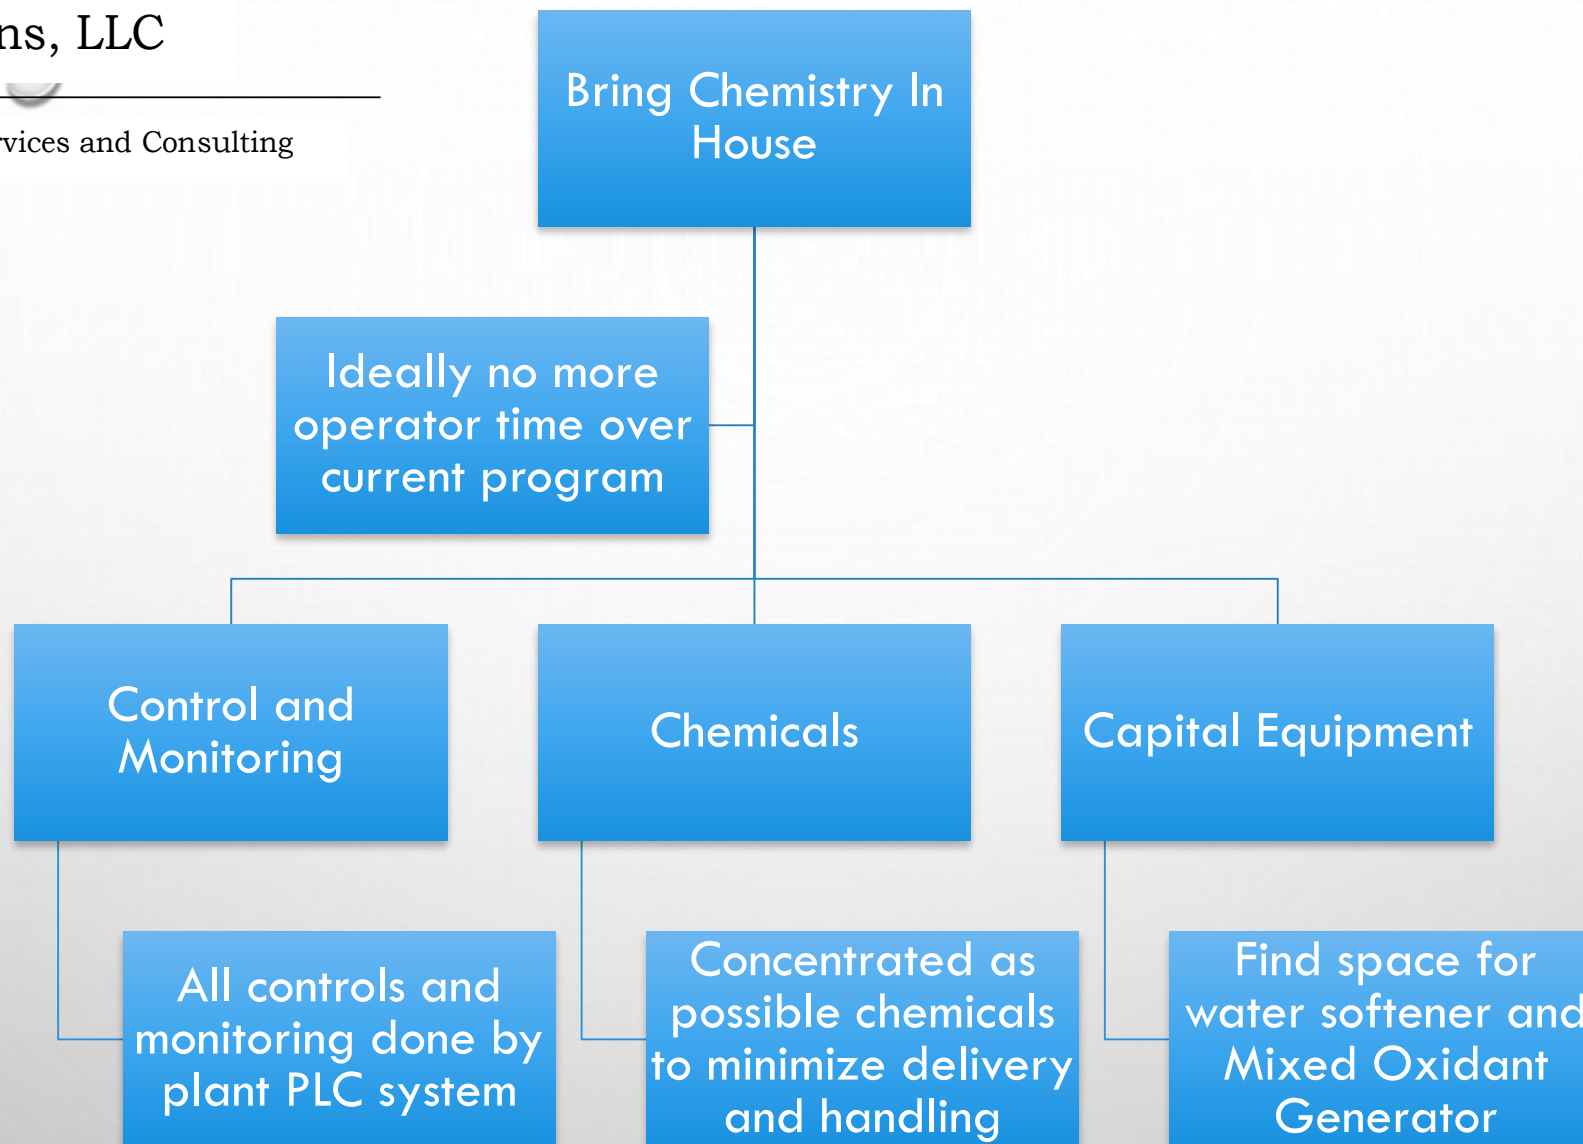 ns, LLC
rvices and Consulting
Bring Chemistry In
House
Ideally no more
operator time over
current program
Control and
Monitoring
Chemicals
Capital Equipment
All controls and
monitoring done by
plant PLC system
Concentrated as
possible chemicals
to minimize delivery
and handling
Find space for
water softener and
Mixed Oxidant
Generator